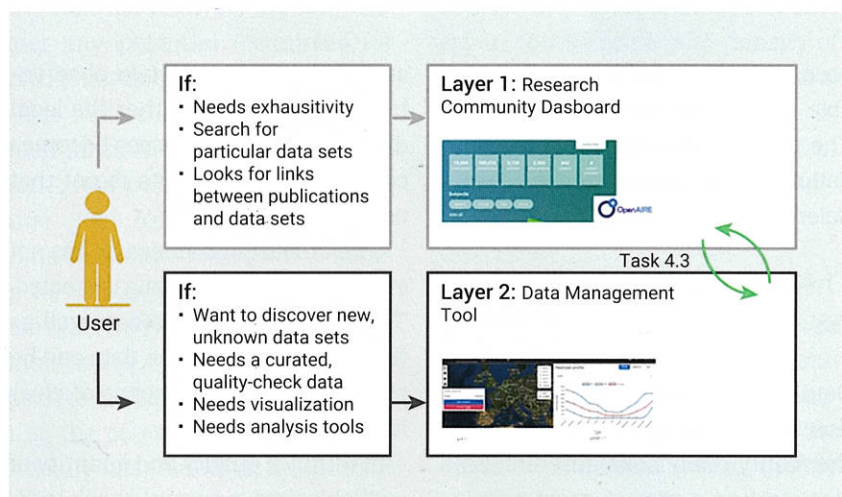 If:
• Needs exhausitivity
• Search for
particular data sets
• Looks for links
between publications
and data sets
Layer 1: Research
Community Dasboard
OpenAIRE
Task 4.3
User
If:
• Want to discover new,
unknown data sets
• Needs a curated,
quality-check data
• Needs visualization
• Needs analysis tools
Layer 2: Data Management
Tool